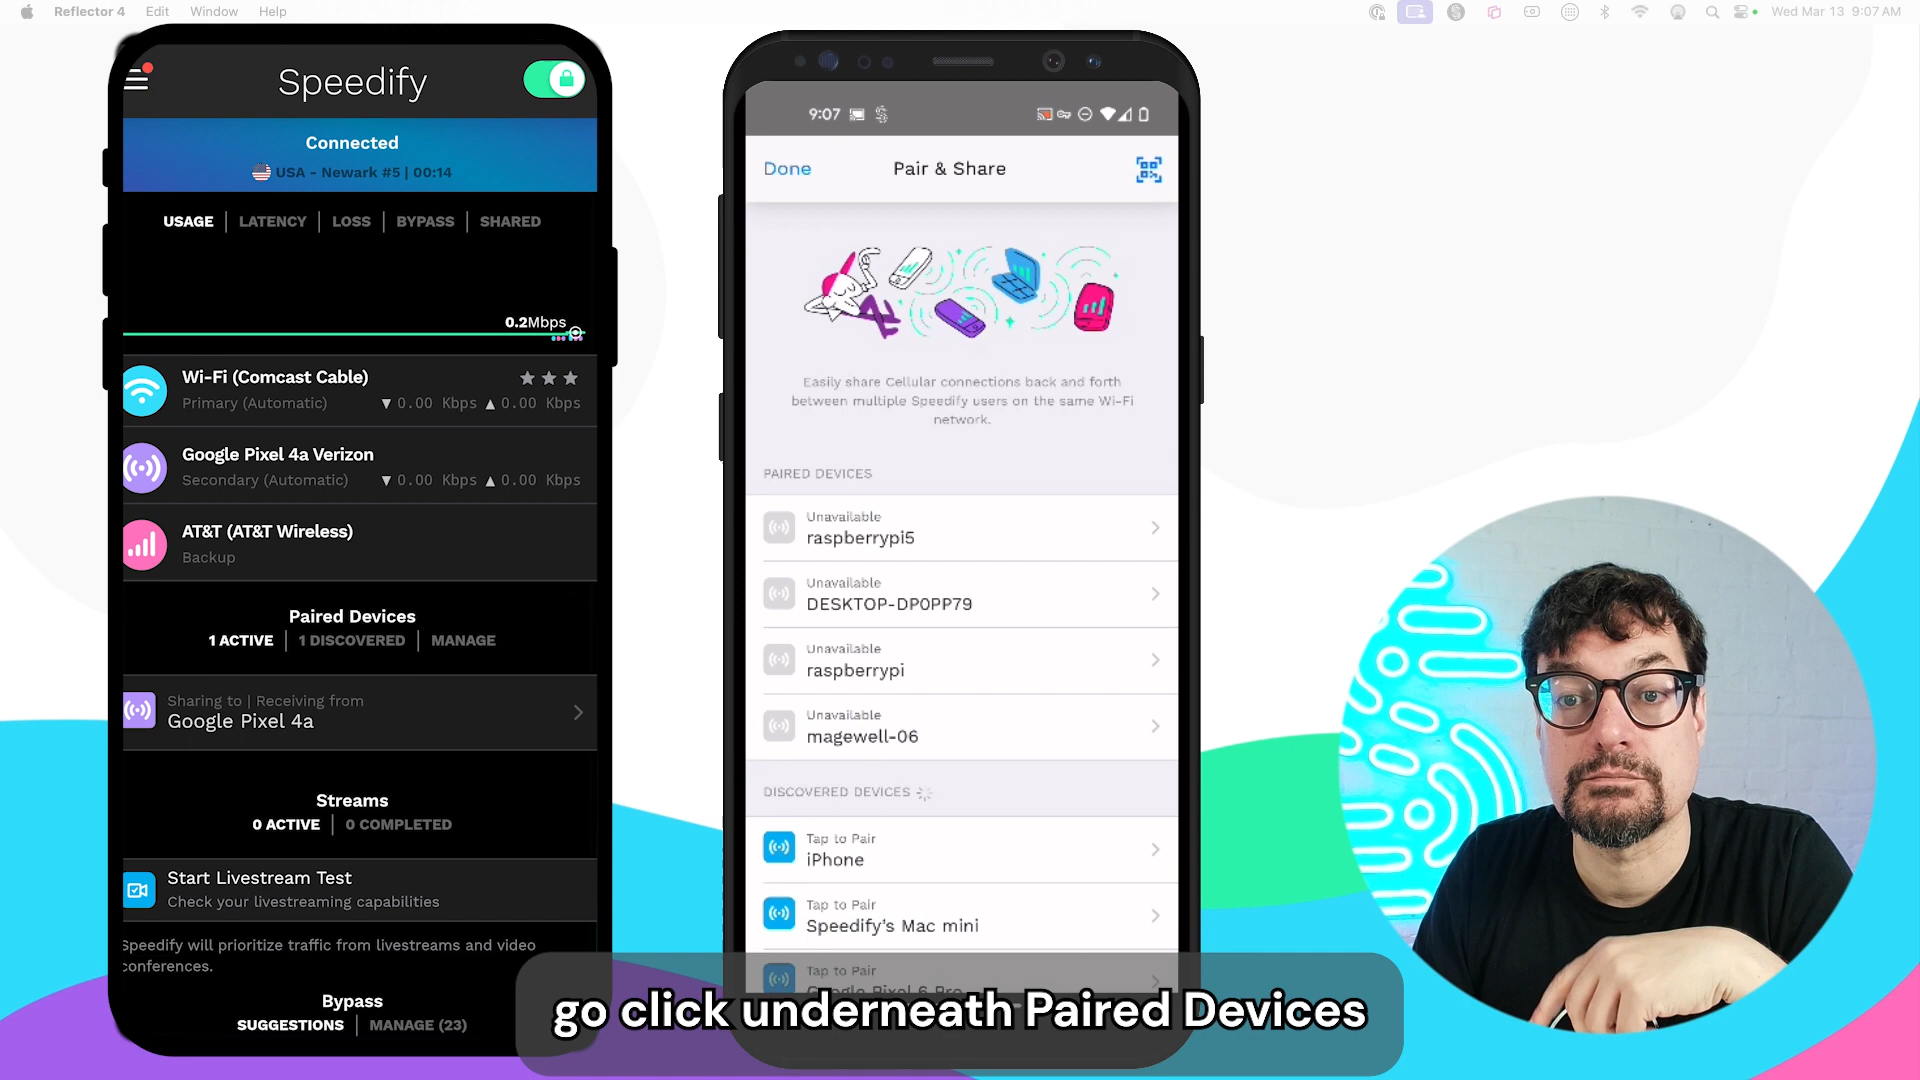 Reflector 4 Edit Window Help Wed Mar 13 9:07 AM
Speedify
Connected
USA - Newark #5 | 00:14
USAGE | LATENCY | LOSS | BYPASS | SHARED
0.2Mbps
Wi-Fi (Comcast Cable)
Primary (Automatic) ▼ 0.00 Kbps ▲ 0.00 Kbps
Google Pixel 4a Verizon
Secondary (Automatic) ▼ 0.00 Kbps ▲ 0.00 Kbps
AT&T (AT&T Wireless)
Backup
Paired Devices
1 ACTIVE | 1 DISCOVERED | MANAGE
Sharing to | Receiving from
Google Pixel 4a
Streams
0 ACTIVE | 0 COMPLETED
Start Livestream Test
Check your livestreaming capabilities
Speedify will prioritize traffic from livestreams and video
conferences.
Bypass
SUGGESTIONS | MANAGE (23)
9:07
Done Pair & Share
Easily share Cellular connections back and forth
between multiple Speedify users on the same Wi-Fi
network.
PAIRED DEVICES
Unavailable
raspberrypi5
Unavailable
DESKTOP-DP0PP79
Unavailable
raspberrypi
Unavailable
magewell-06
DISCOVERED DEVICES
Tap to Pair
iPhone
Tap to Pair
Speedify's Mac mini
Tap to Pair
Google Pixel 6 Pro
go click underneath Paired Devices